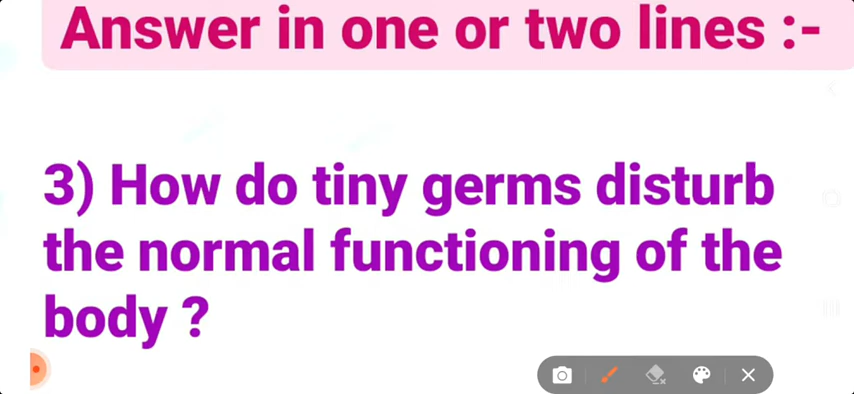 Answer in one or two lines :-
3) How do tiny germs disturb
the normal functioning of the
body ?